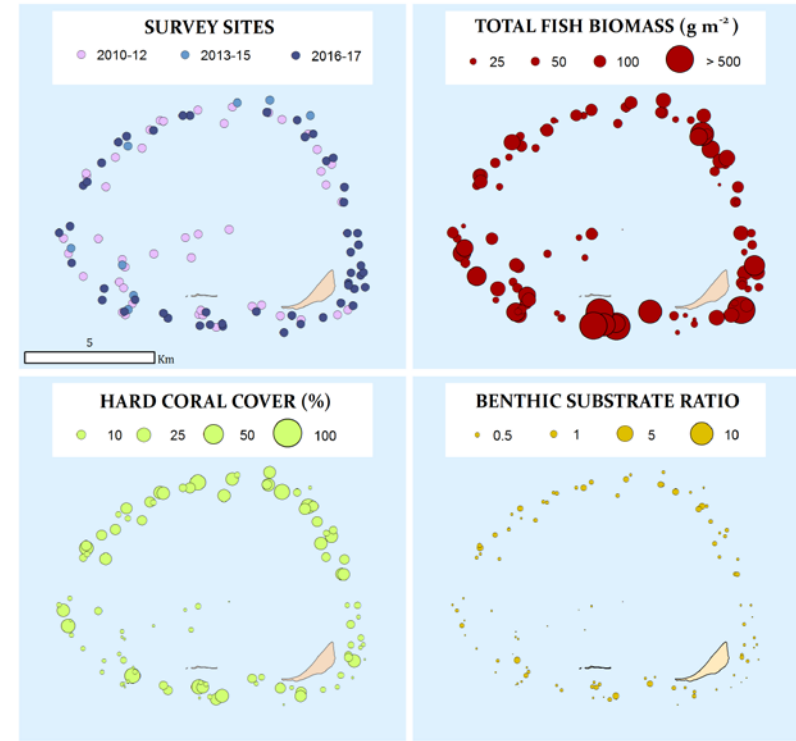 SURVEY SITES
2010-12 2013-15 2016-17
5
Km
TOTAL FISH BIOMASS (g m⁻²)
25 50 100 > 500
HARD CORAL COVER (%)
10 25 50 100
BENTHIC SUBSTRATE RATIO
0.5 1 5 10